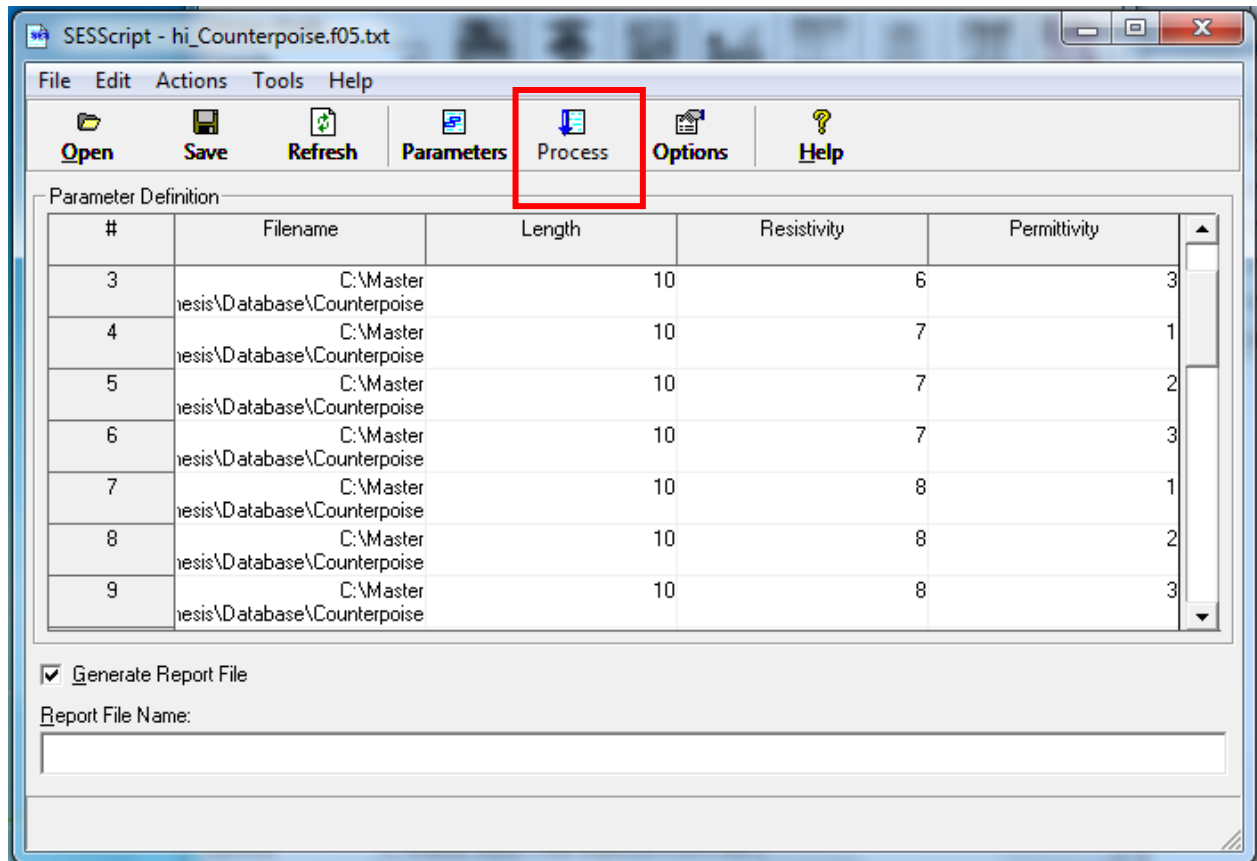 SESScript - hi_Counterpoise.f05.txt
File Edit Actions Tools Help
Open Save Refresh Parameters Process Options Help
Parameter Definition
# Filename Length Resistivity Permittivity
3 C:\Master 10 6 3
hesis\Database\Counterpoise
4 C:\Master 10 7 1
hesis\Database\Counterpoise
5 C:\Master 10 7 2
hesis\Database\Counterpoise
6 C:\Master 10 7 3
hesis\Database\Counterpoise
7 C:\Master 10 8 1
hesis\Database\Counterpoise
8 C:\Master 10 8 2
hesis\Database\Counterpoise
9 C:\Master 10 8 3
hesis\Database\Counterpoise
Generate Report File
Report File Name: